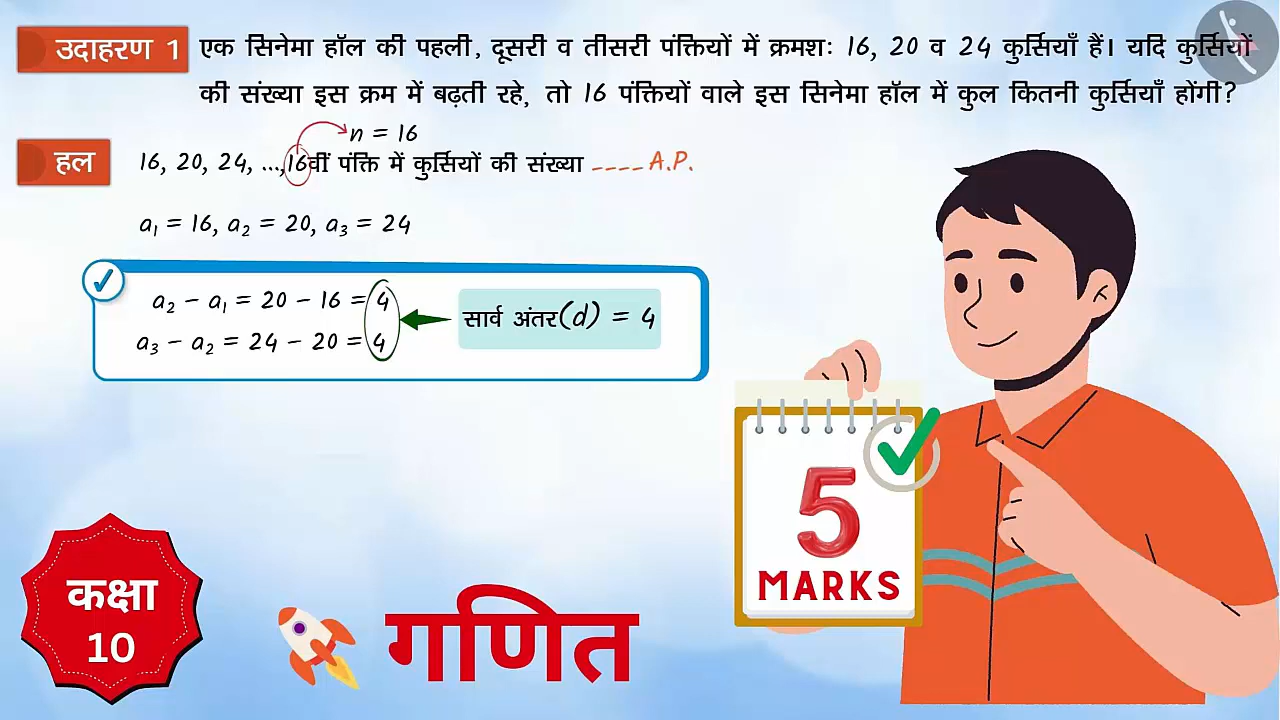 उदाहरण 1 एक सिनेमा हॉल की पहली, दूसरी व तीसरी पंक्तियों में क्रमशः 16, 20 व 24 कुर्सियाँ हैं। यदि कुर्सियों
की संख्या इस क्रम में बढ़ती रहे, तो 16 पंक्तियों वाले इस सिनेमा हॉल में कुल कितनी कुर्सियाँ होंगी?
n = 16
हल 16, 20, 24, ...,16वीं पंक्ति में कुर्सियों की संख्या ---- A.P.
a₁ = 16, a₂ = 20, a₃ = 24
a₂ − a₁ = 20 − 16 = 4
a₃ − a₂ = 24 − 20 = 4
सार्व अंतर(d) = 4
5
MARKS
कक्षा
10
गणित